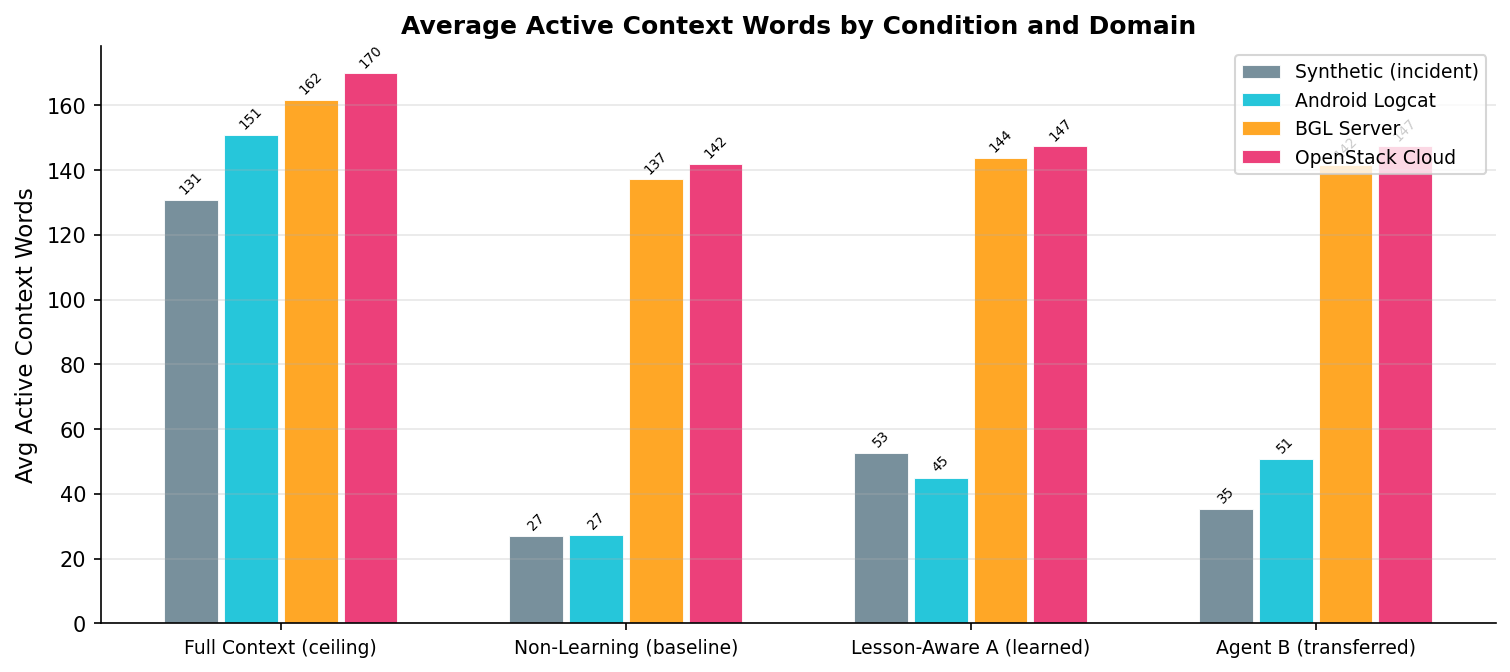 Average Active Context Words by Condition and Domain
Avg Active Context Words
160
140
120
100
80
60
40
20
0
131
151
162
170
27
27
137
142
53
45
144
147
35
51
142
147
Synthetic (incident)
Android Logcat
BGL Server
OpenStack Cloud
Full Context (ceiling)
Non-Learning (baseline)
Lesson-Aware A (learned)
Agent B (transferred)